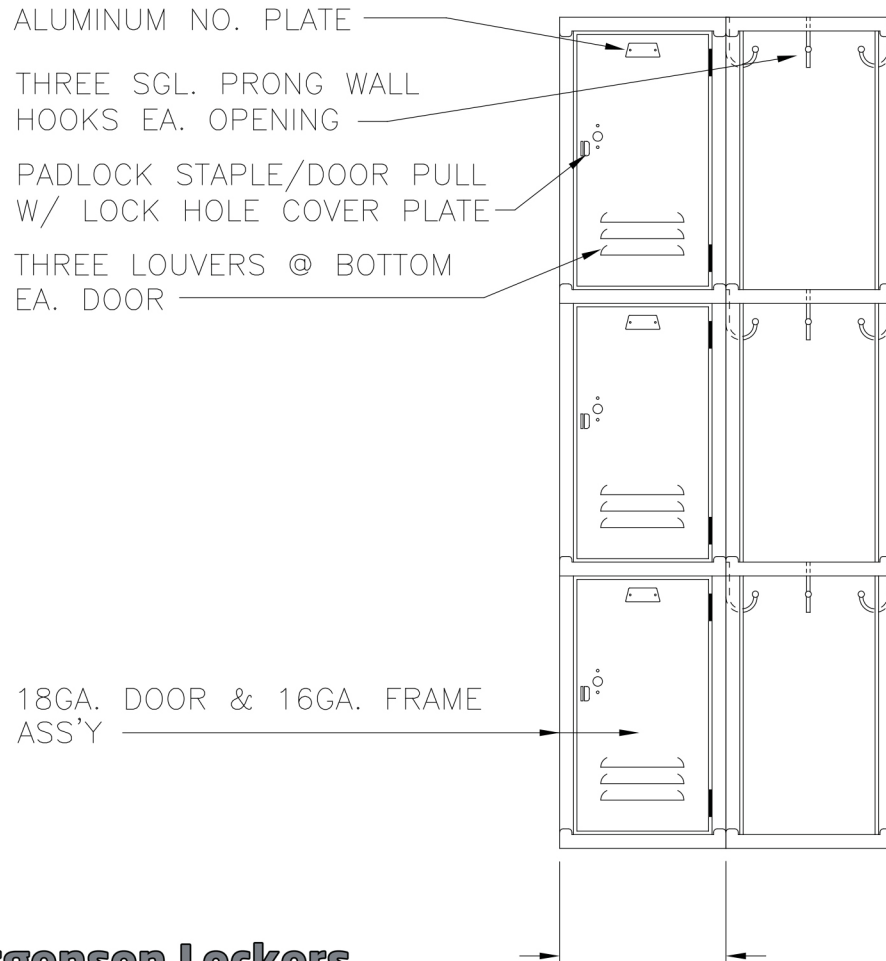 ALUMINUM NO. PLATE
THREE SGL. PRONG WALL
HOOKS EA. OPENING
PADLOCK STAPLE/DOOR PULL
W/ LOCK HOLE COVER PLATE
THREE LOUVERS @ BOTTOM
EA. DOOR
18GA. DOOR & 16GA. FRAME
ASS'Y
Lockers